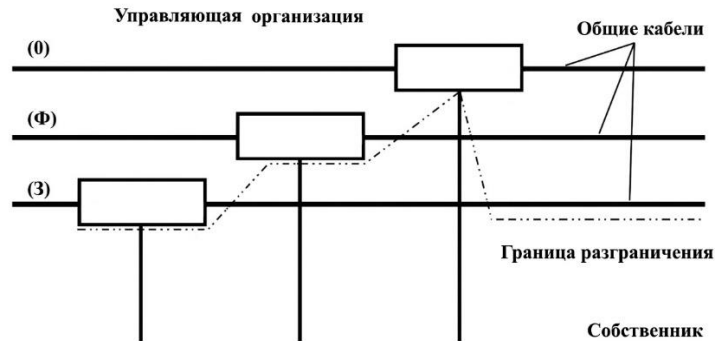 Управляющая организация
Общие кабели
(0)
(Ф)
(З)
Граница разграничения
Собственник